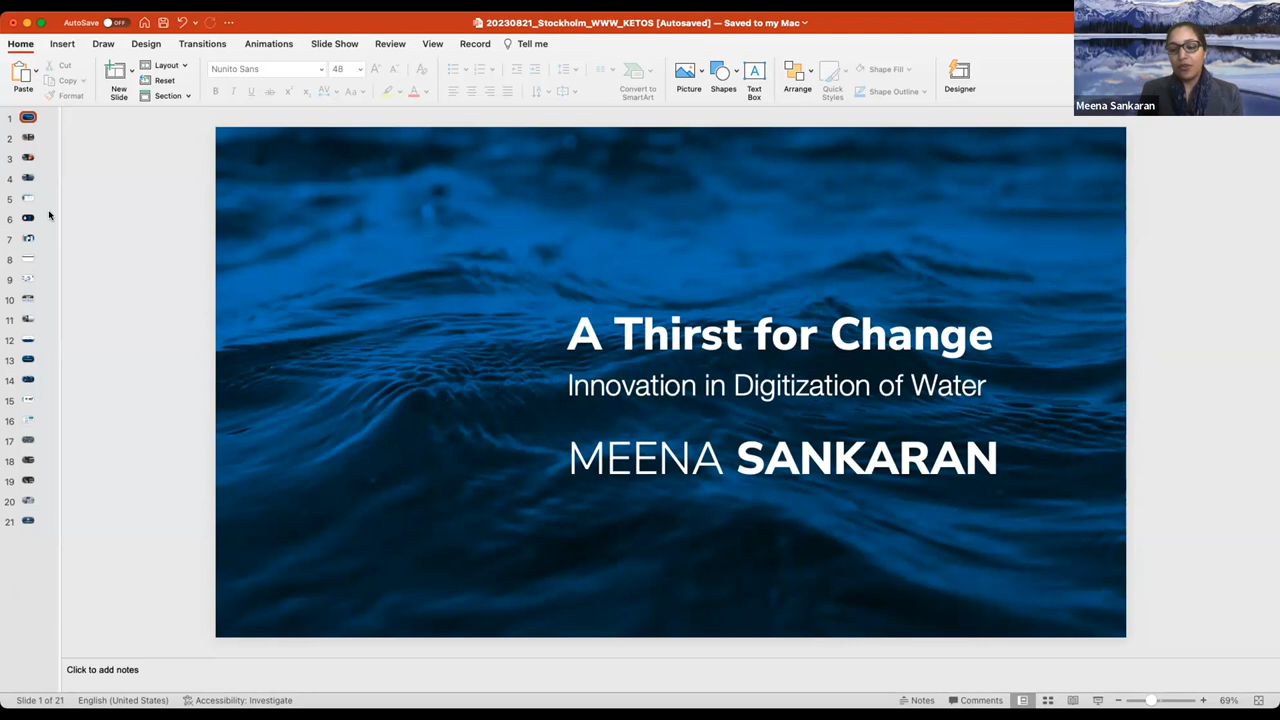 AutoSave OFF
20230821_Stockholm_WWW_KETOS [Autosaved] — Saved to my Mac
Home Insert Draw Design Transitions Animations Slide Show Review View Record Tell me
Paste
Cut
Copy
Format
New Slide
Layout
Reset
Section
Nunito Sans 48
Convert to SmartArt
Picture
Shapes
Text Box
Arrange
Quick Styles
Shape Fill
Shape Outline
Designer
Meena Sankaran
1
2
3
4
5
6
7
8
9
10
11
12
13
14
15
16
17
18
19
20
21
A Thirst for Change
Innovation in Digitization of Water
MEENA SANKARAN
Click to add notes
Slide 1 of 21 English (United States) Accessibility: Investigate Notes Comments 69%